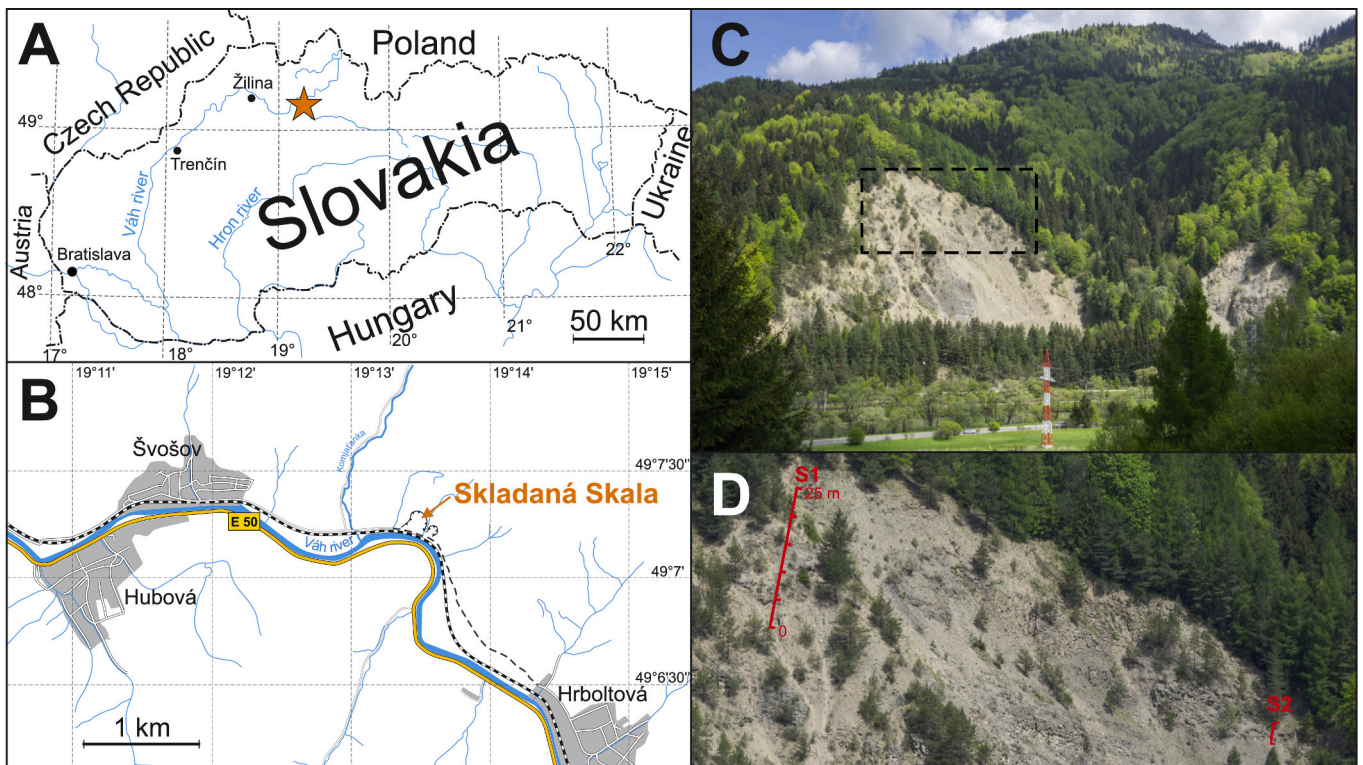 A
Czech Republic
Poland
Žilina
49°
Trenčín
Slovakia
Ukraine
Váh river
Hron river
Austria
Bratislava
22°
48°
Hungary
21°
50 km
17°
18°
19°
20°
B
19°11'
19°12'
19°13'
19°14'
19°15'
Švošov
Komjatanka
49°7'30''
Skladaná Skala
E 50
Váh river
49°7'
Hubová
49°6'30''
Hrboltová
1 km
C
D
S1
25 m
0
S2